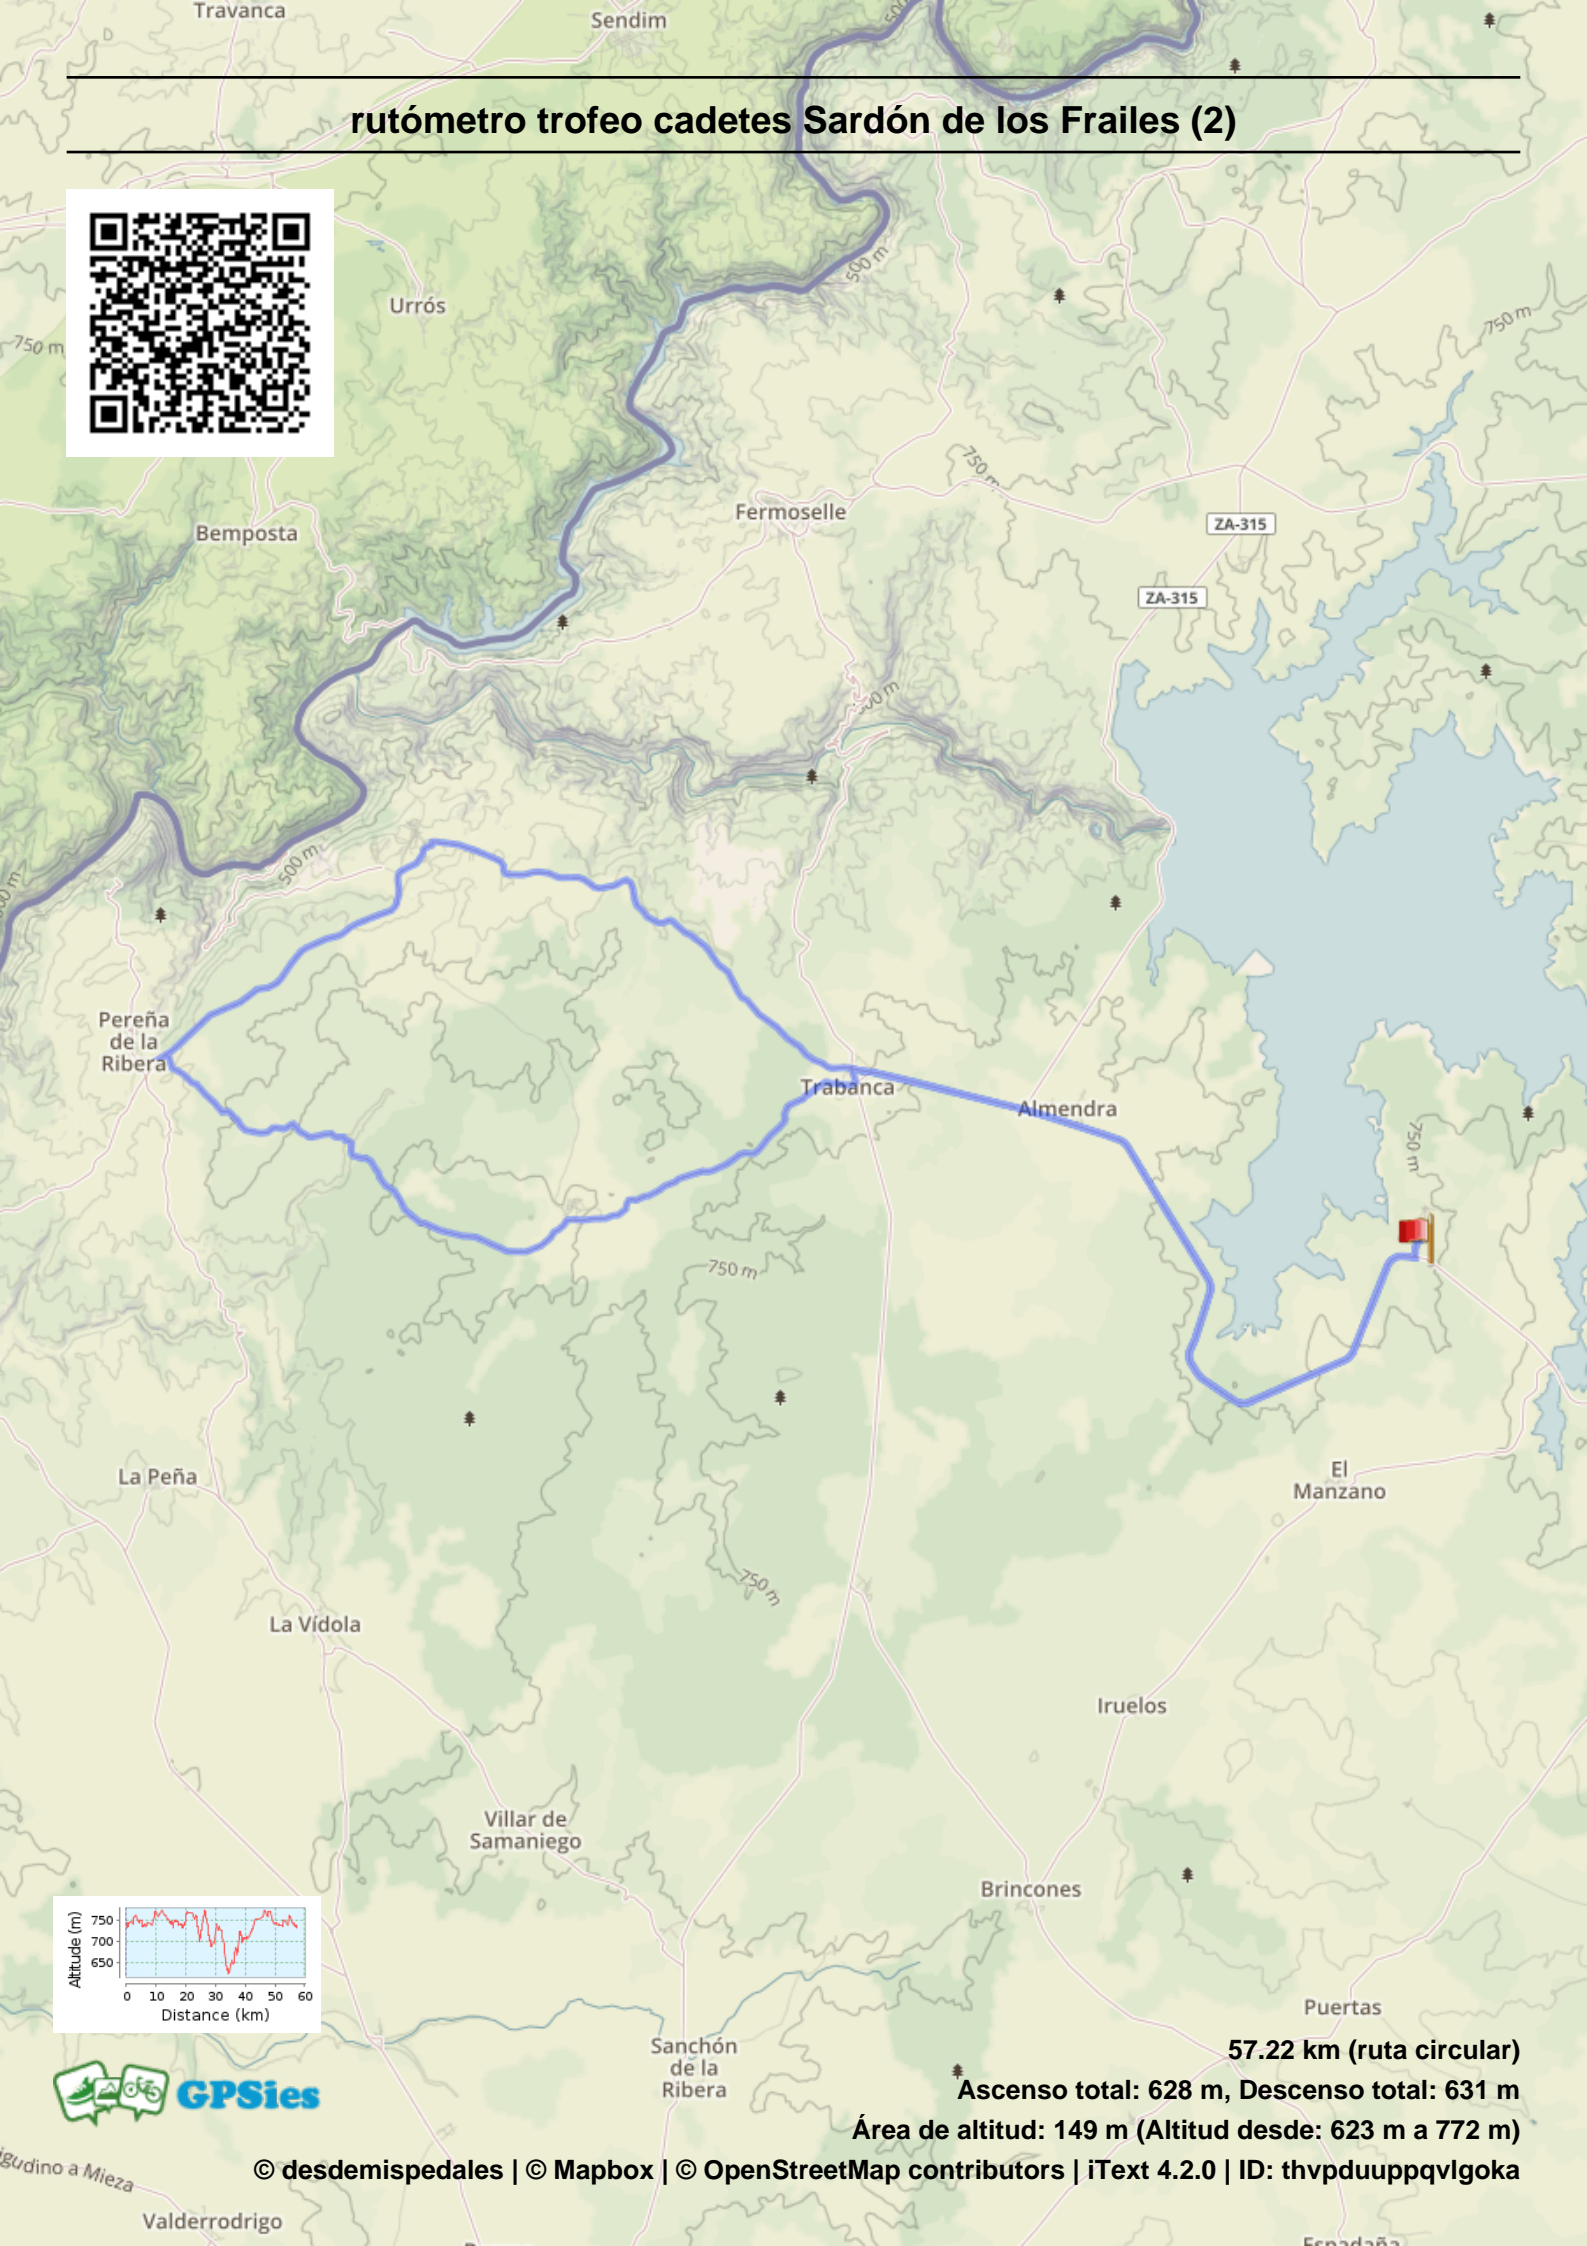 Travanca
Sendim
500
rutómetro trofeo cadetes Sardón de los Frailes (2)
Urrós
500 m
750 m
750 m
750 m
Fermoselle
Bemposta
ZA-315
ZA-315
500 m
500 m
Pereña
de la
Ribera
Trabanca
Almendra
750 m
750 m
El
Manzano
La Peña
750 m
La Vídola
Iruelos
Villar de
Samaniego
Brincones
Altitude (m)
750
700
650
0 10 20 30 40 50 60
Distance (km)
Puertas
Sanchón
de la
Ribera
57.22 km (ruta circular)
Ascenso total: 628 m, Descenso total: 631 m
GPSies
Área de altitud: 149 m (Altitud desde: 623 m a 772 m)
igudino a Mieza
© desdemispedales | © Mapbox | © OpenStreetMap contributors | iText 4.2.0 | ID: thvpduuppqvlgoka
Valderrodrigo